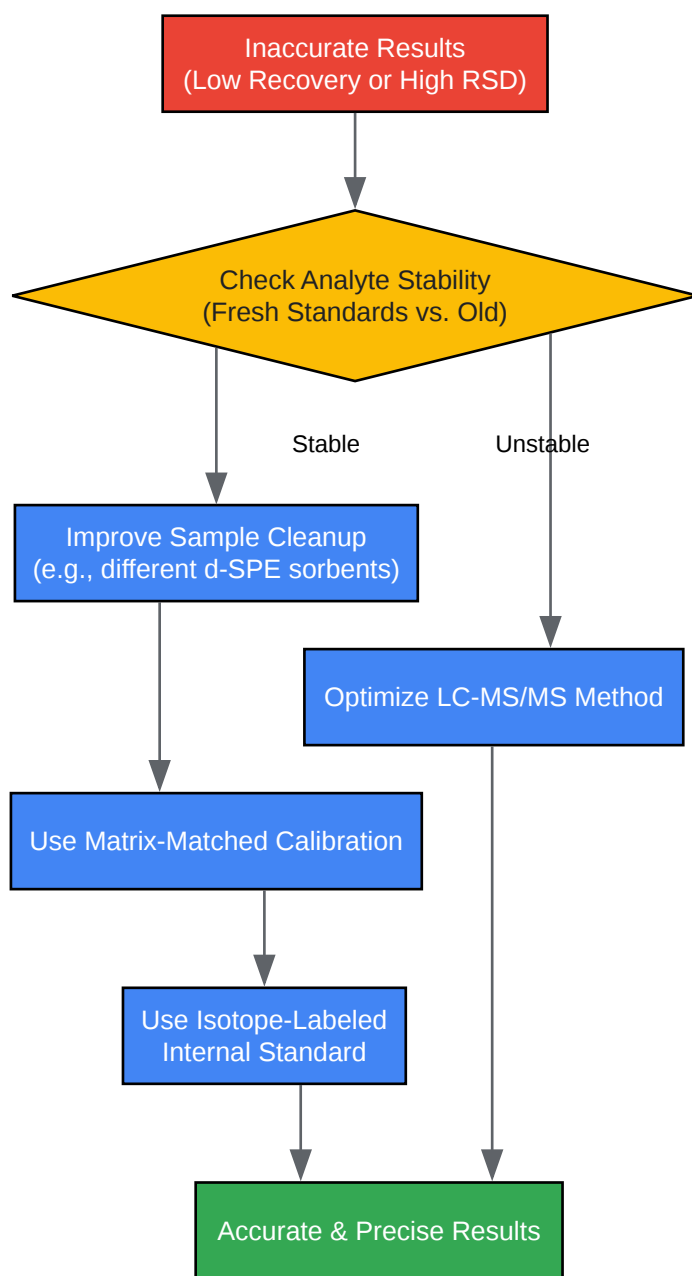 Inaccurate Results
(Low Recovery or High RSD)
Check Analyte Stability
(Fresh Standards vs. Old)
Stable
Unstable
Improve Sample Cleanup
(e.g., different d-SPE sorbents)
Optimize LC-MS/MS Method
Use Matrix-Matched Calibration
Use Isotope-Labeled
Internal Standard
Accurate & Precise Results